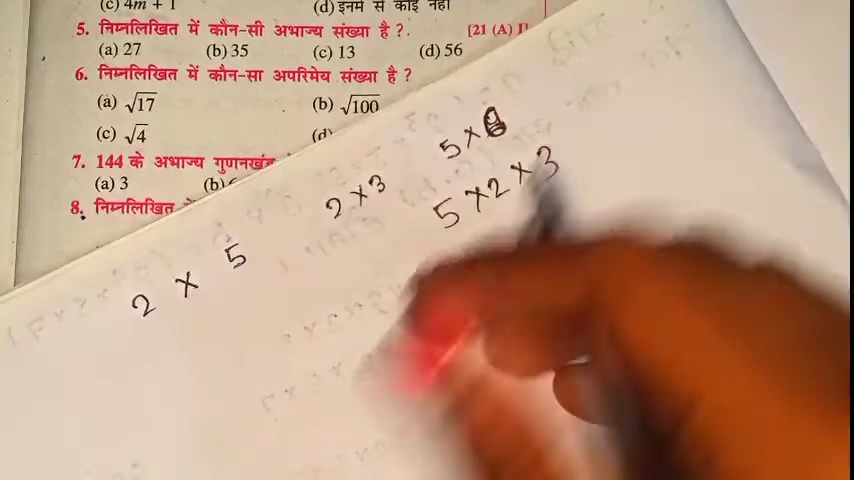 (c) 4m + 1 (d) इनमें से कोई नहीं
5. निम्नलिखित में कौन-सी अभाज्य संख्या है ? [21 (A)
(a) 27 (b) 35 (c) 13 (d) 56
6. निम्नलिखित में कौन-सा अपरिमेय संख्या है ?
(a) √17 (b) √100
(c) √4 (d)
7. 144 के अभाज्य गुणनखंड
(a) 3 (b)
8. निम्नलिखित
5 ×
2 × 3 5 × 2 × 3
2 × 5